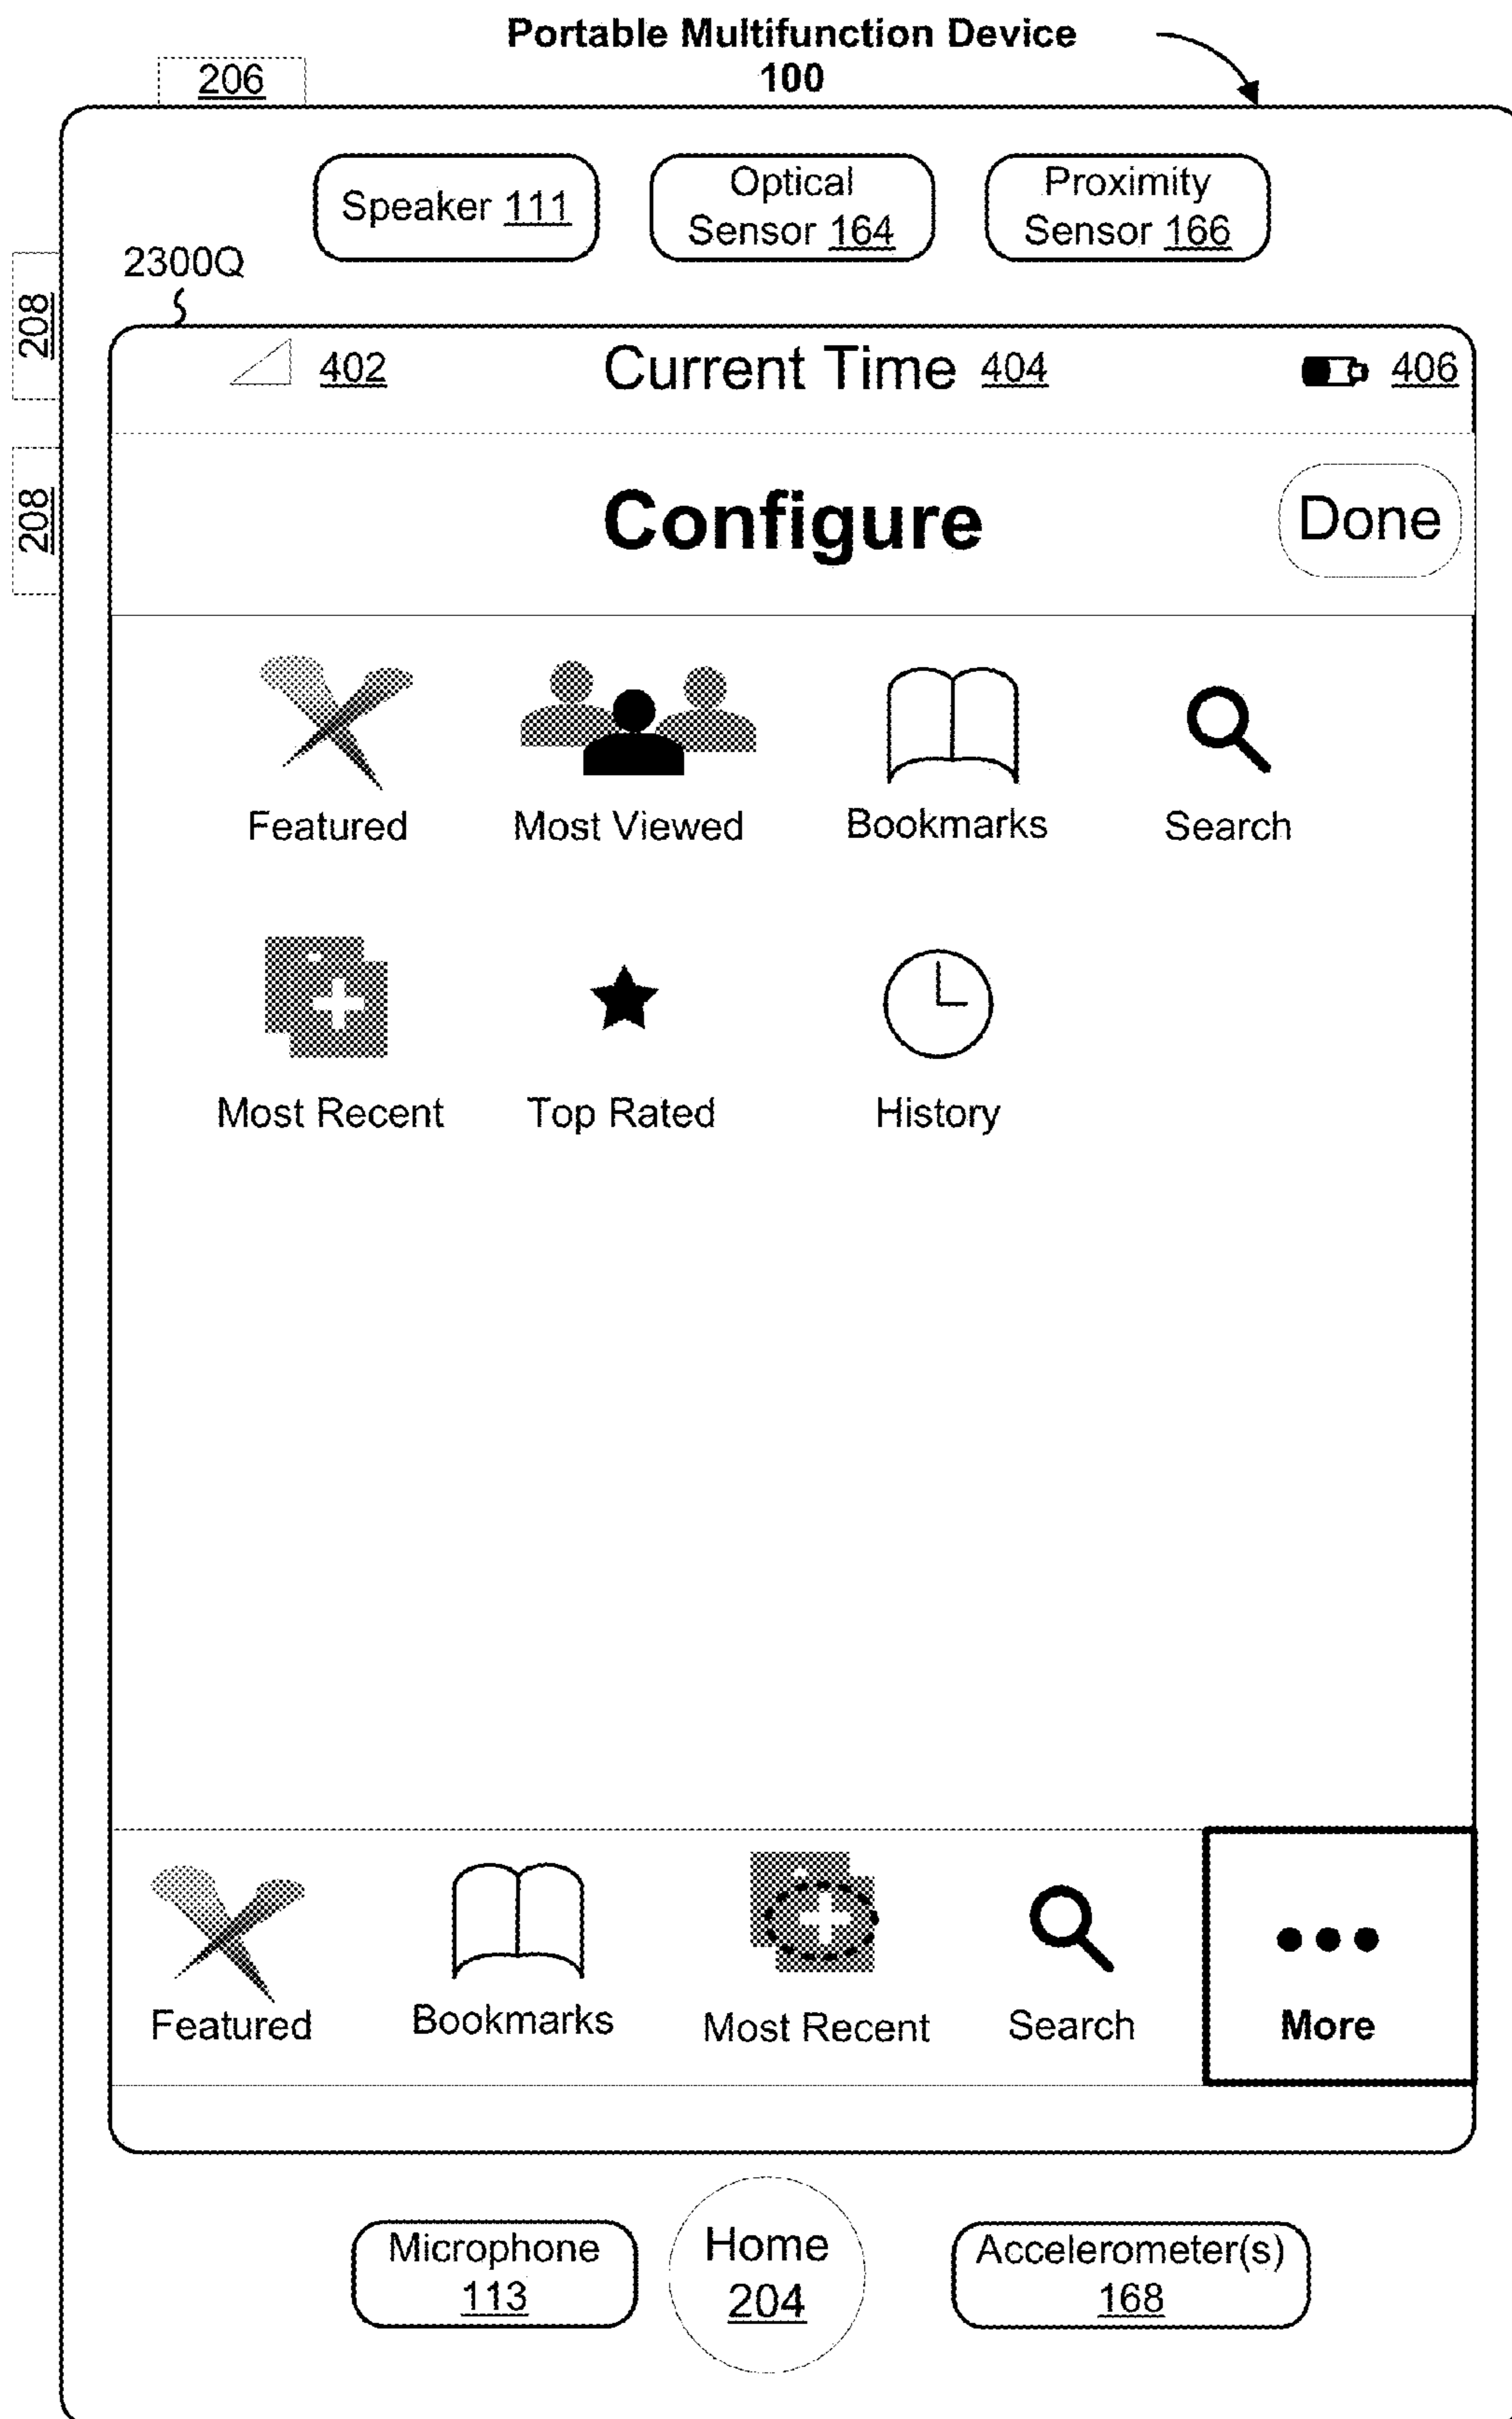 Portable Multifunction Device
100
206
Speaker 111
Optical
Sensor 164
Proximity
Sensor 166
2300Q
208
208
402
Current Time 404
406
Configure
Done
Featured
Most Viewed
Bookmarks
Search
Most Recent
Top Rated
History
Featured
Bookmarks
Most Recent
Search
More
Microphone
113
Home
204
Accelerometer(s)
168